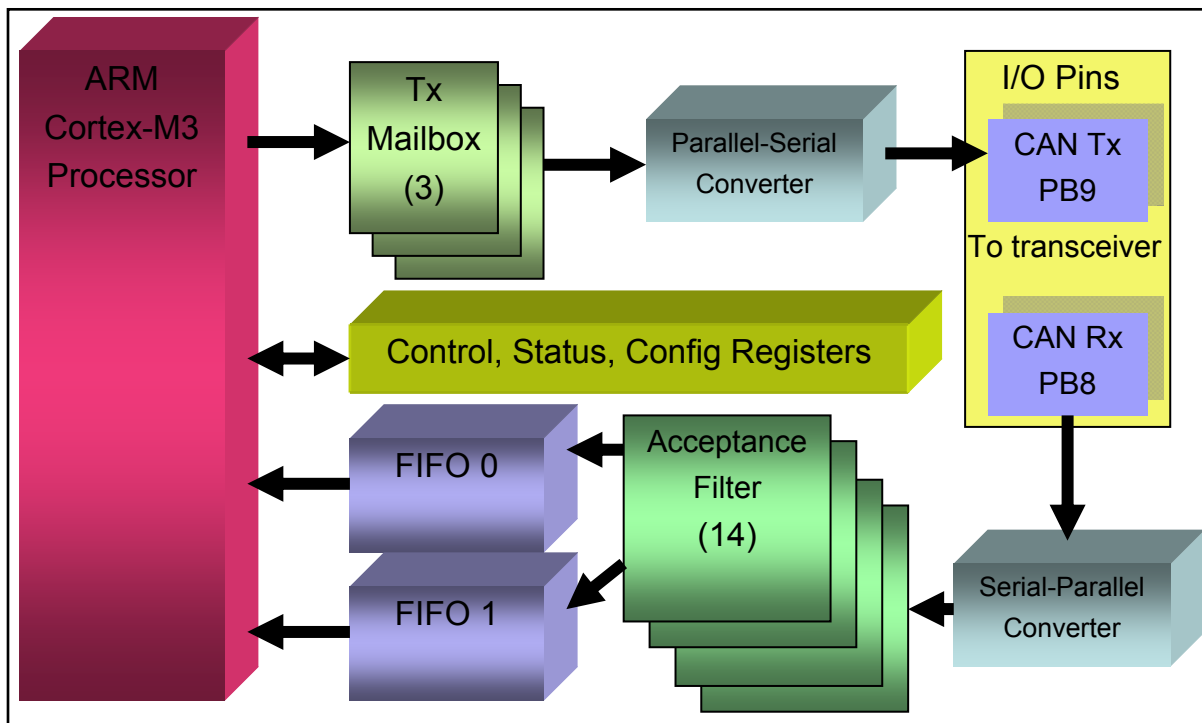 ARM
Cortex-M3
Processor
Tx
Mailbox
(3)
Parallel-Serial
Converter
I/O Pins
CAN Tx
PB9
To transceiver
CAN Rx
PB8
Control, Status, Config Registers
FIFO 0
FIFO 1
Acceptance
Filter
(14)
Serial-Parallel
Converter